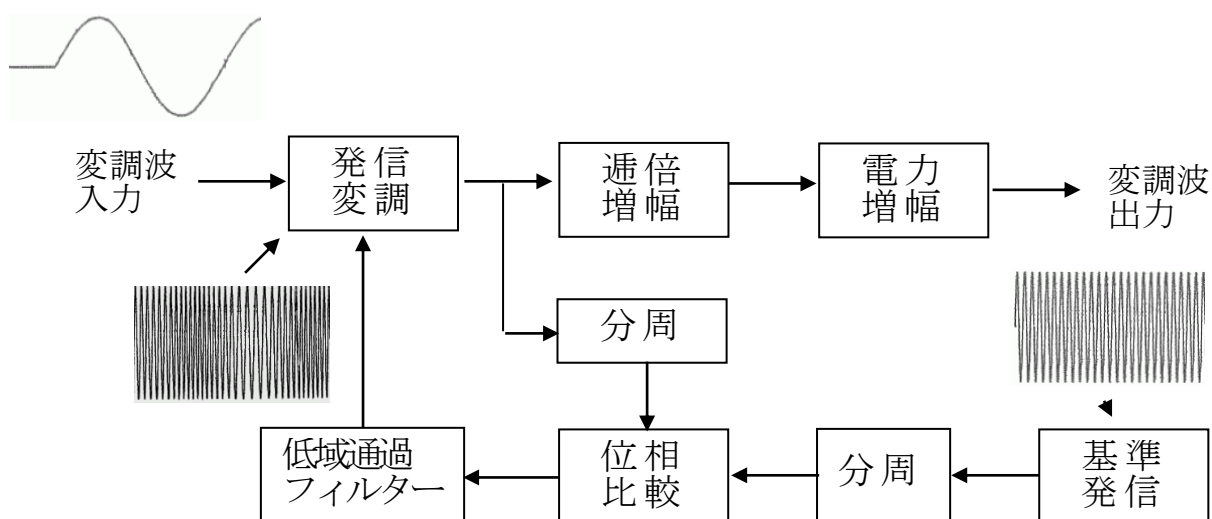 変調波
入力
発信
変調
逓倍
増幅
電力
増幅
変調波
出力
分周
低域通過
フィルター
位相
比較
分周
基準
発信